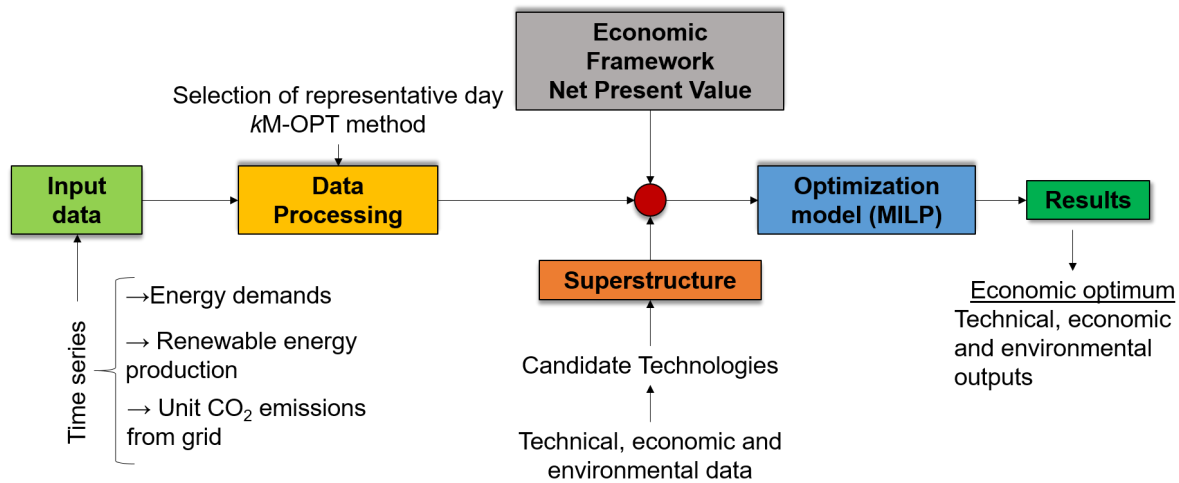 Economic
Framework
Net Present Value
Selection of representative day
kM-OPT method
Input
data
Data
Processing
Optimization
model (MILP)
Results
Superstructure
Time series
→Energy demands
→ Renewable energy
production
→ Unit CO₂ emissions
from grid
Candidate Technologies
Technical, economic and
environmental data
Economic optimum
Technical, economic
and environmental
outputs